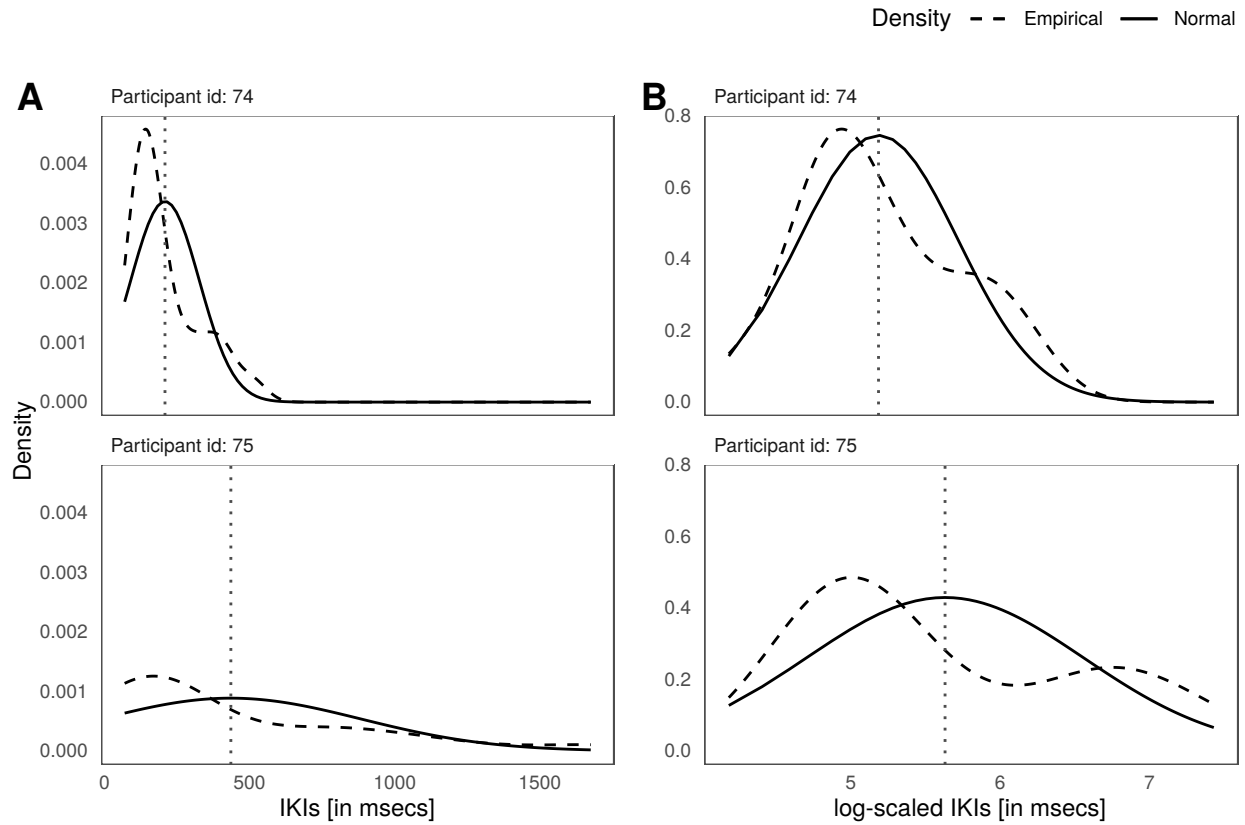 Density Empirical Normal
A
Participant id: 74
0.004
0.003
0.002
0.001
0.000
Participant id: 75
0.004
0.003
0.002
0.001
0.000
0 500 1000 1500
IKIs [in msecs]
Density
B
Participant id: 74
0.8
0.6
0.4
0.2
0.0
Participant id: 75
0.8
0.6
0.4
0.2
0.0
5 6 7
log-scaled IKIs [in msecs]